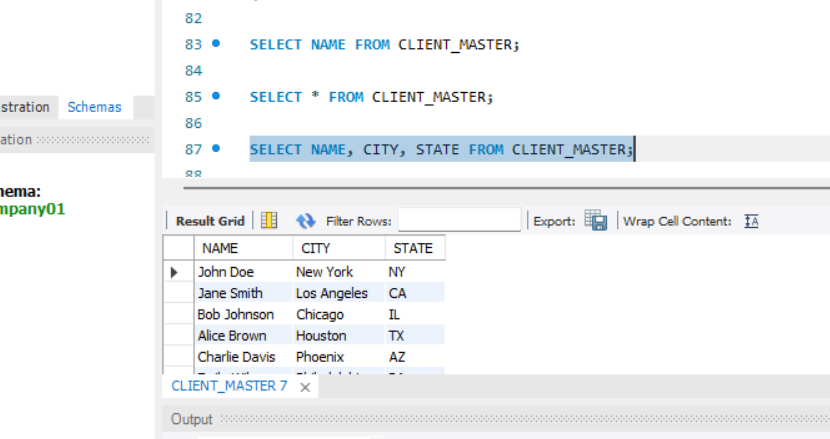 82
83 SELECT NAME FROM CLIENT_MASTER;
84
85 SELECT * FROM CLIENT_MASTER;
86
87 SELECT NAME, CITY, STATE FROM CLIENT_MASTER;
88
stration Schemas
ation
hema:
mpany01
Result Grid Filter Rows: Export: Wrap Cell Content: IA
NAME CITY STATE
John Doe New York NY
Jane Smith Los Angeles CA
Bob Johnson Chicago IL
Alice Brown Houston TX
Charlie Davis Phoenix AZ
CLIENT_MASTER 7
Output